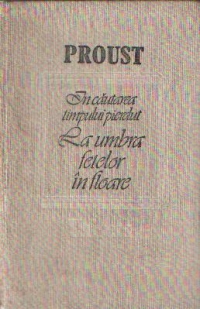 PROUST
În căutarea
timpului pierdut
La umbra
fetelor
în floare